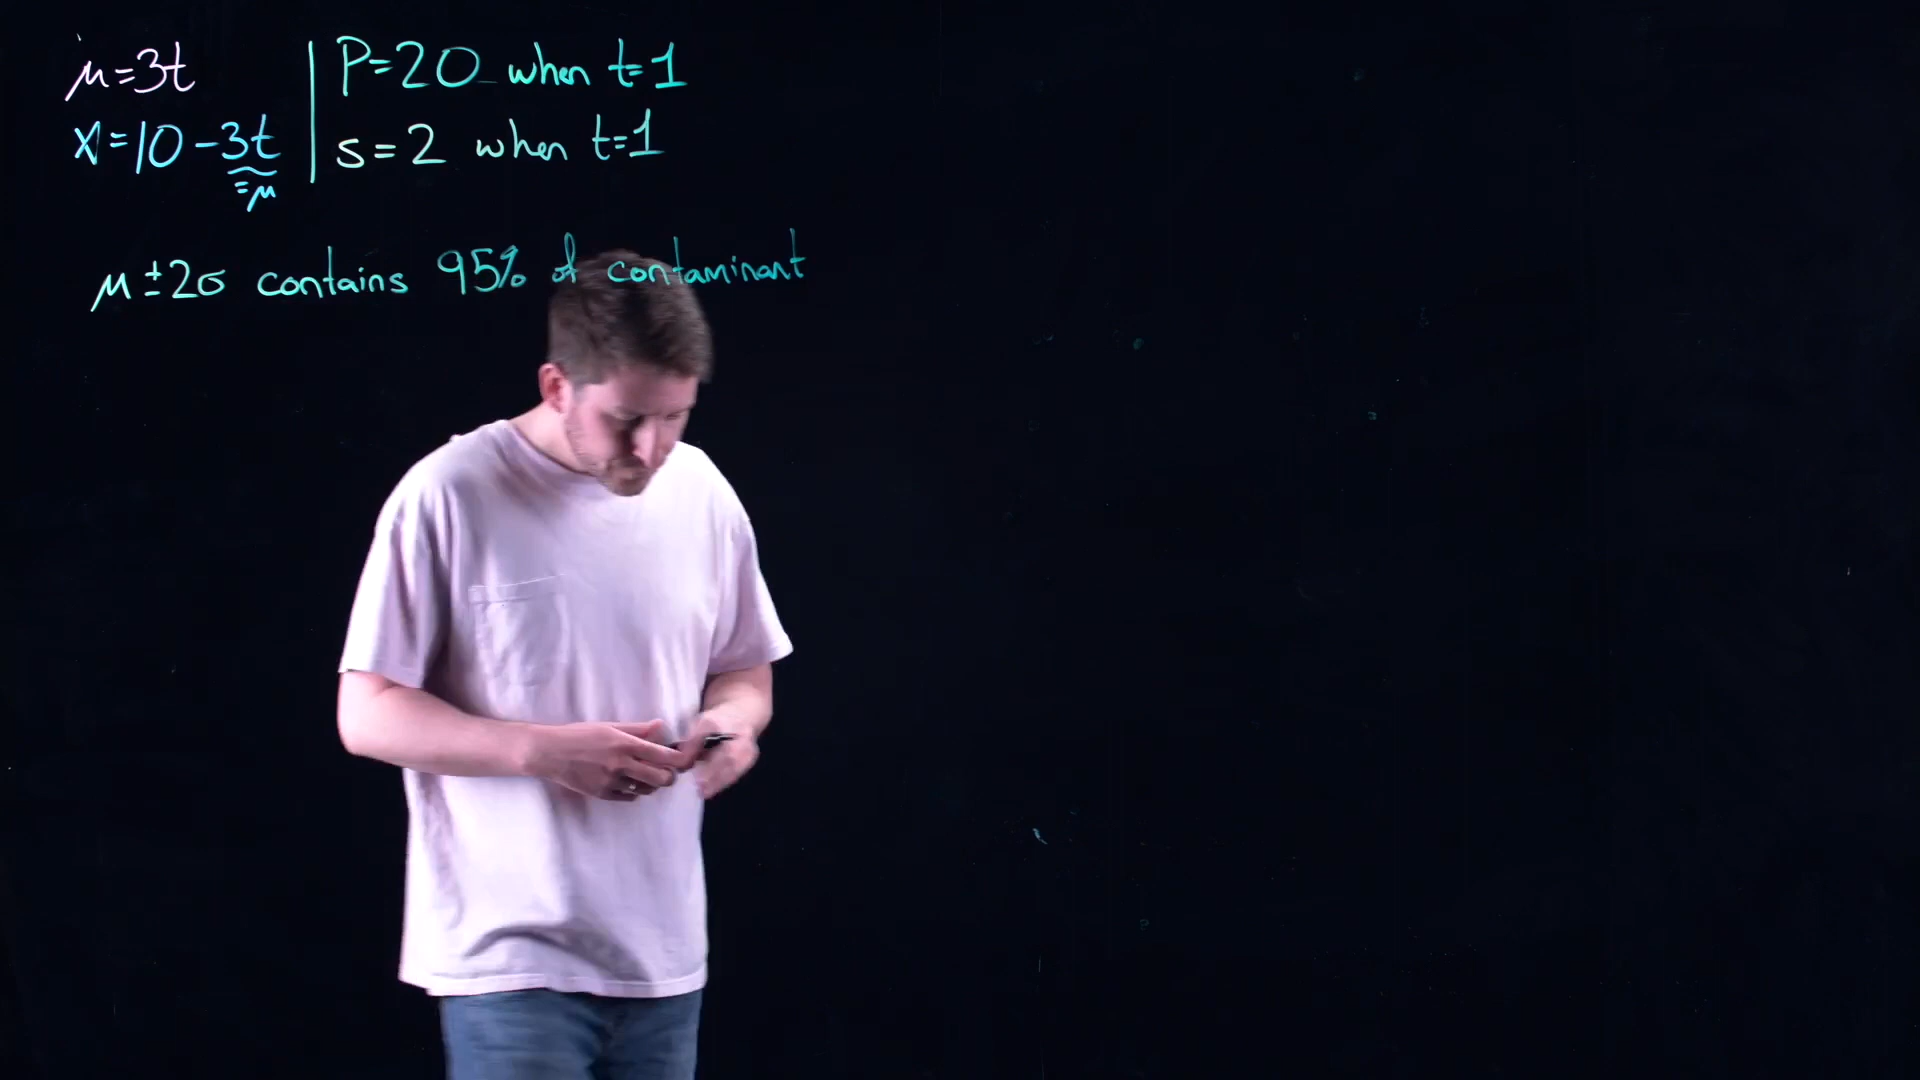 μ=3t
x=10-3t
=μ
P=20 when t=1
s=2 when t=1
μ±2σ contains 95% of contaminant